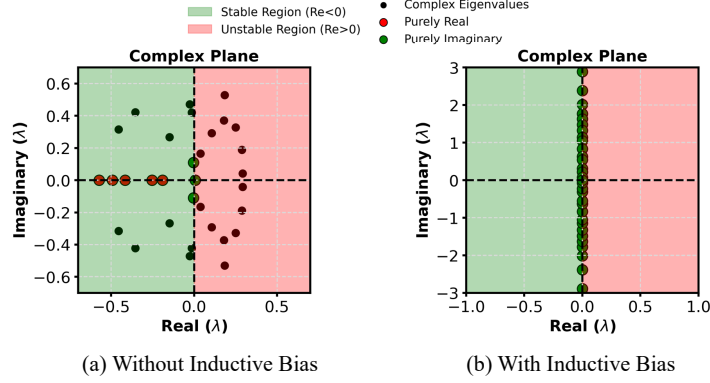 Stable Region (Re<0)
Unstable Region (Re>0)
Complex Eigenvalues
Purely Real
Purely Imaginary
Complex Plane
Imaginary (λ)
0.6
0.4
0.2
0.0
−0.2
−0.4
−0.6
−0.5
0.0
0.5
Real (λ)
(a) Without Inductive Bias
Complex Plane
Imaginary (λ)
3
2
1
0
−1
−2
−3
−1.0
−0.5
0.0
0.5
1.0
Real (λ)
(b) With Inductive Bias